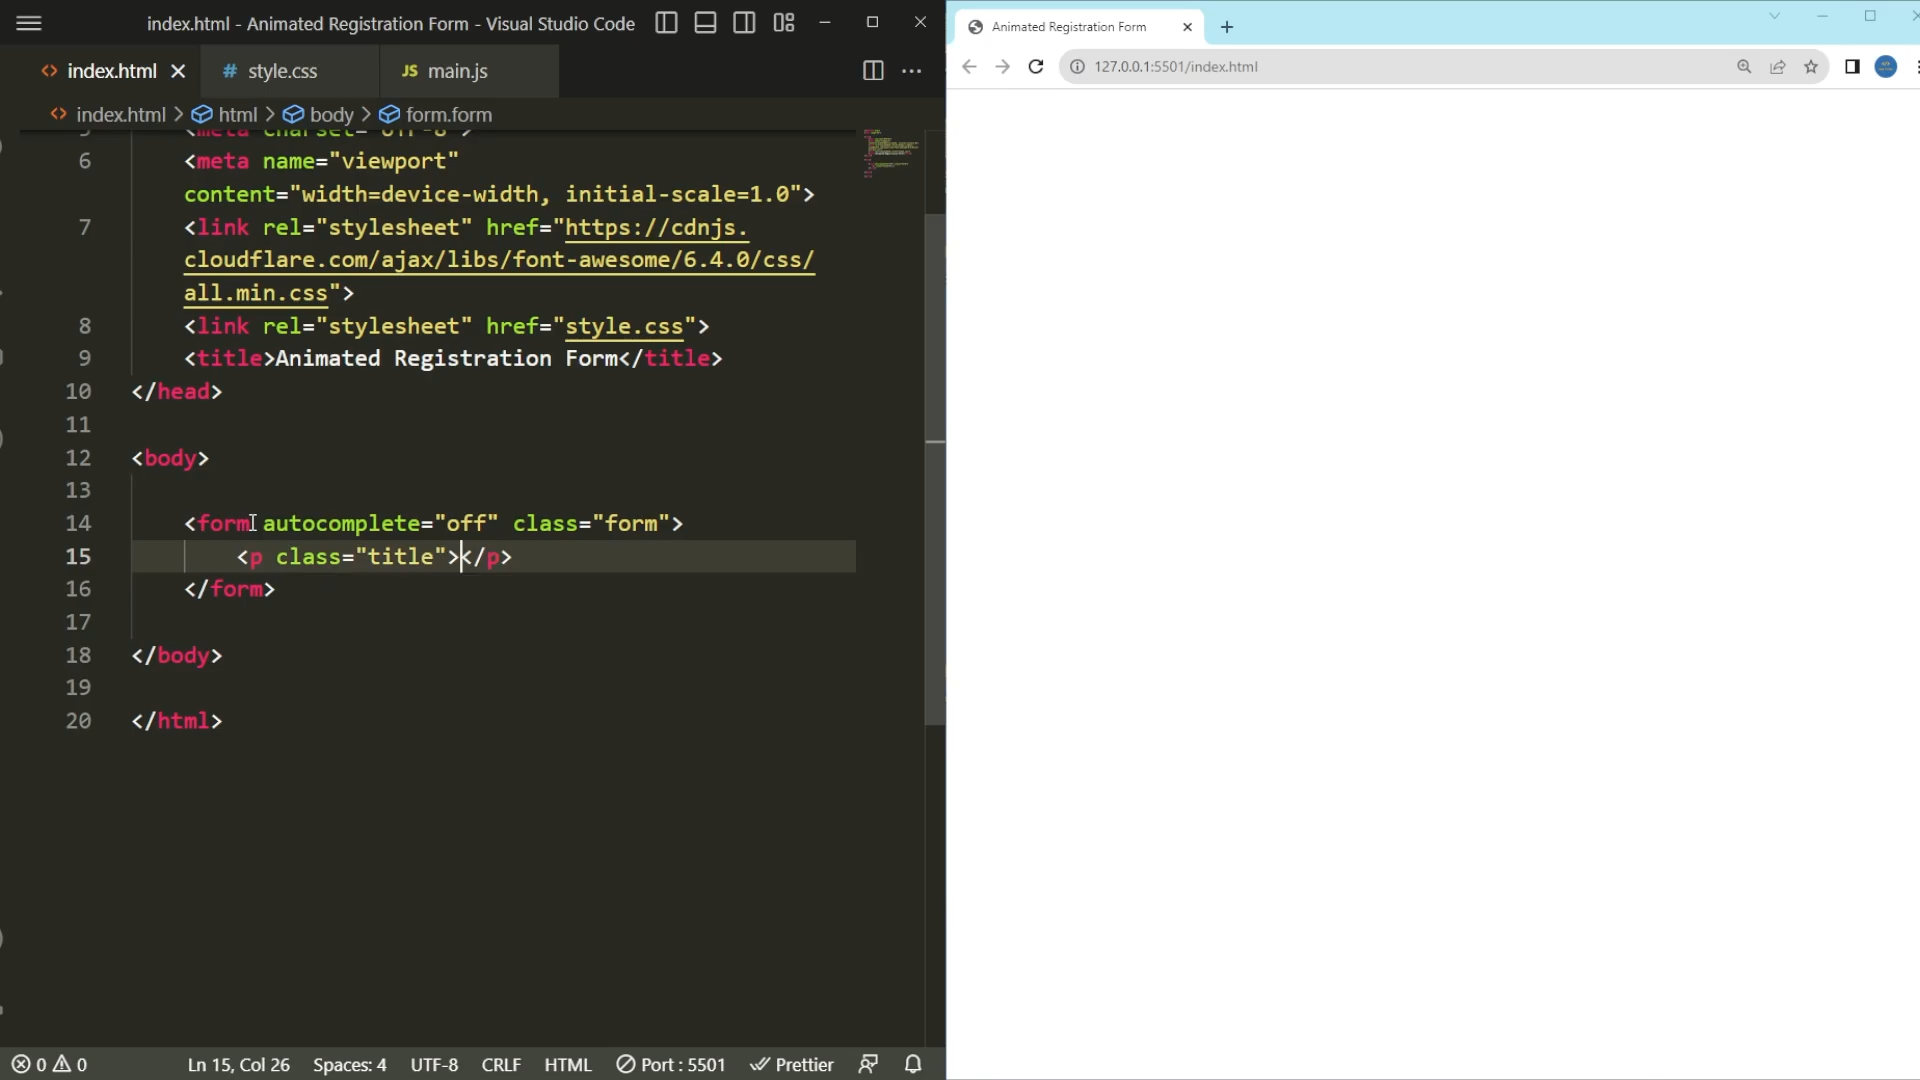 index.html - Animated Registration Form - Visual Studio Code
index.html
# style.css
JS main.js
index.html > html > body > form.form
5 <meta charset="utf-8">
6 <meta name="viewport"
content="width=device-width, initial-scale=1.0">
7 <link rel="stylesheet" href="https://cdnjs.
cloudflare.com/ajax/libs/font-awesome/6.4.0/css/
all.min.css">
8 <link rel="stylesheet" href="style.css">
9 <title>Animated Registration Form</title>
10 </head>
11
12 <body>
13
14 <form autocomplete="off" class="form">
15 <p class="title"></p>
16 </form>
17
18 </body>
19
20 </html>
0 0
Ln 15, Col 26
Spaces: 4
UTF-8
CRLF
HTML
Port : 5501
Prettier
Animated Registration Form
127.0.0.1:5501/index.html